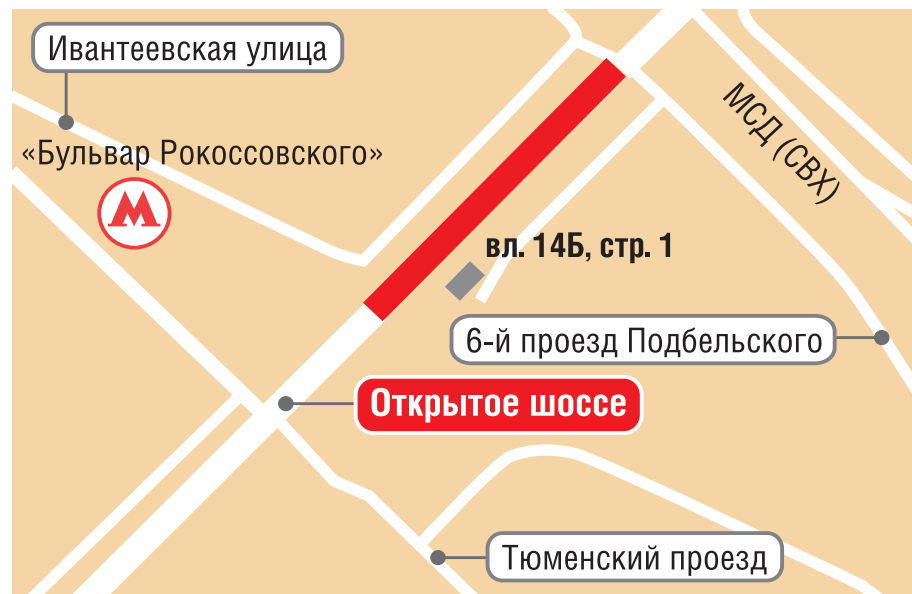 Ивантеевская улица
«Бульвар Рокоссовского»
М
МСД (СВХ)
вл. 14Б, стр. 1
6-й проезд Подбельского
Открытое шоссе
Тюменский проезд